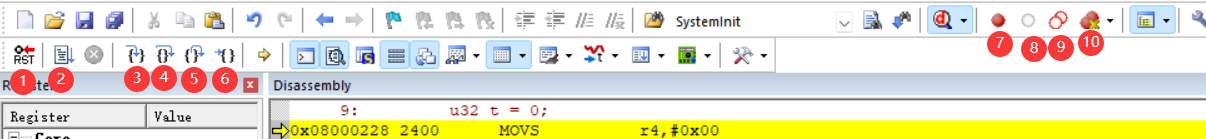 SystemInit
7 8 9 10
RST
1 2 3 4 5 6
Disassembly
Register Value
9: u32 t = 0;
0x08000228 2400 MOVS r4,#0x00